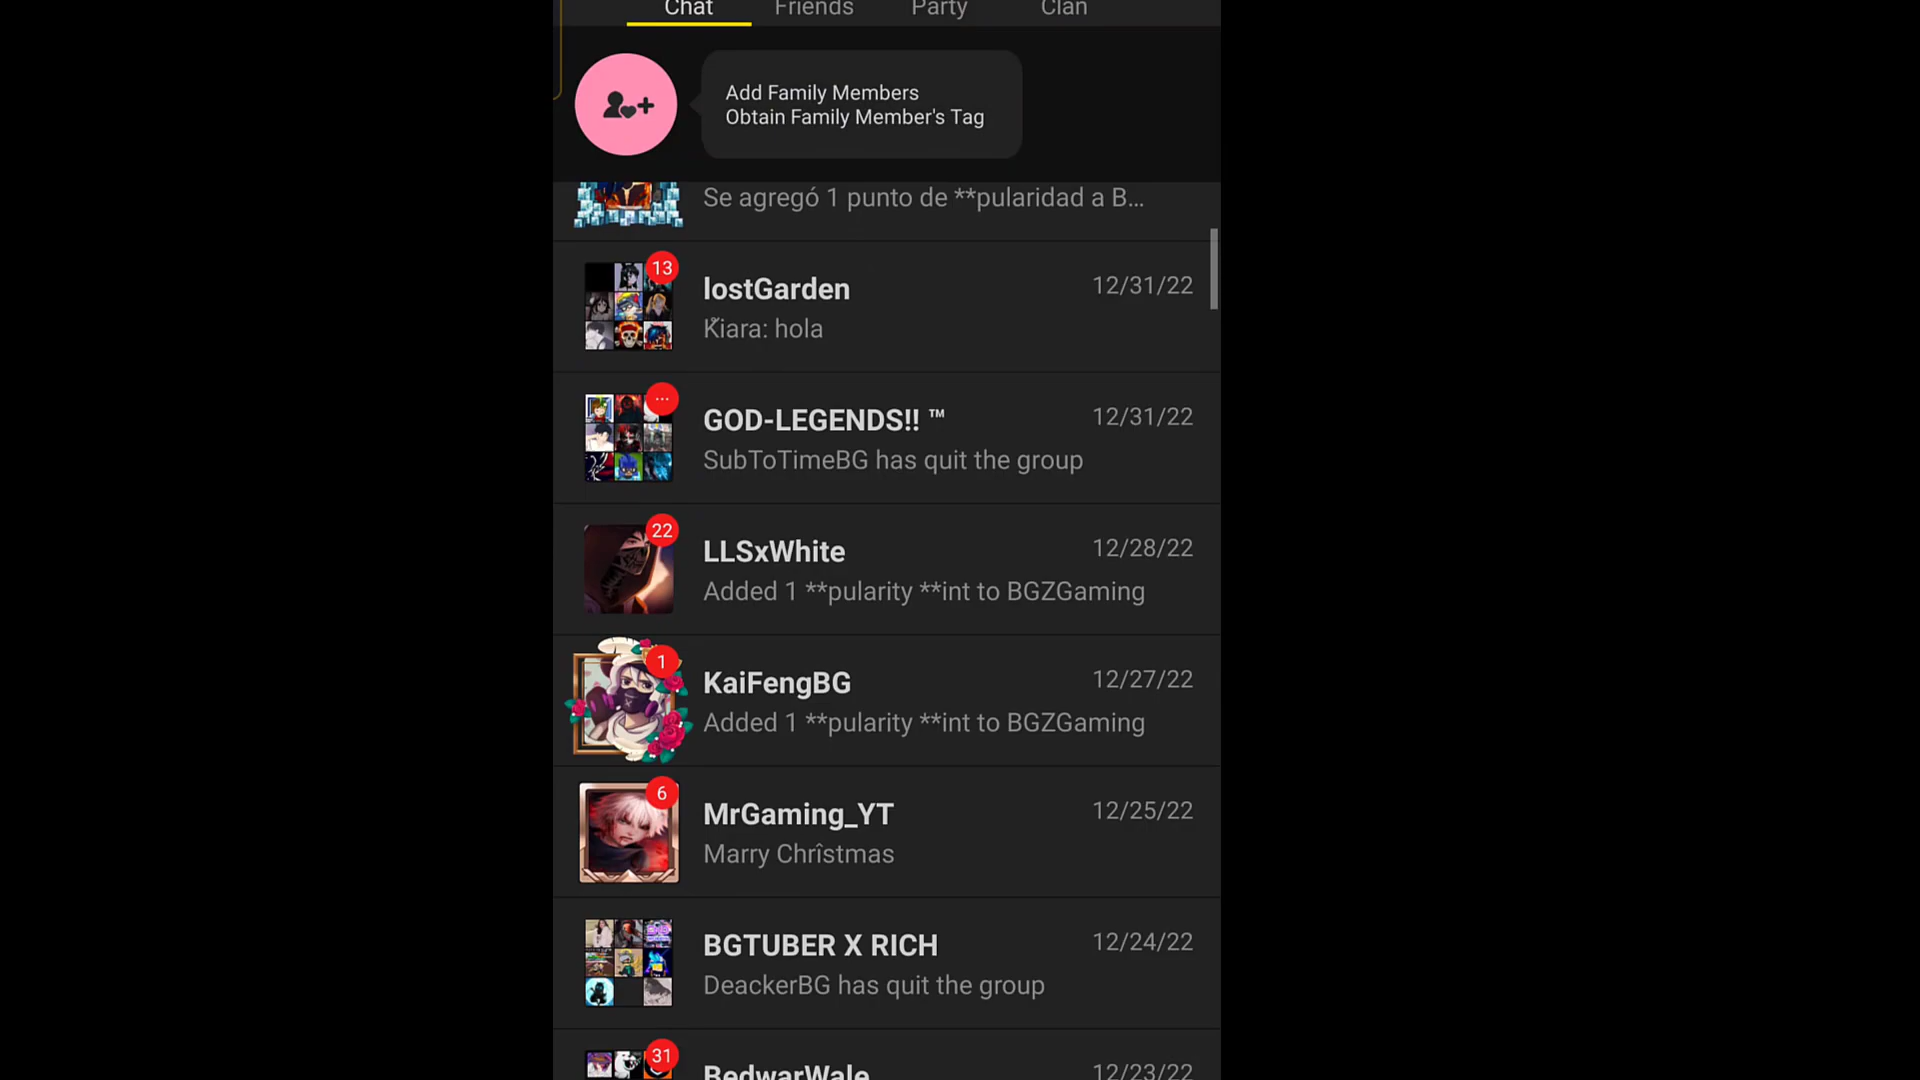 Chat Friends Party Clan
Add Family Members
Obtain Family Member's Tag
Se agregó 1 punto de **pularidad a B...
13
lostGarden 12/31/22
Kiara: hola
...
GOD-LEGENDS!! ™ 12/31/22
SubToTimeBG has quit the group
22
LLSxWhite 12/28/22
Added 1 **pularity **int to BGZGaming
1
KaiFengBG 12/27/22
Added 1 **pularity **int to BGZGaming
6
MrGaming_YT 12/25/22
Marry Chrîstmas
BGTUBER X RICH 12/24/22
DeackerBG has quit the group
31
BedwarWale 12/23/22